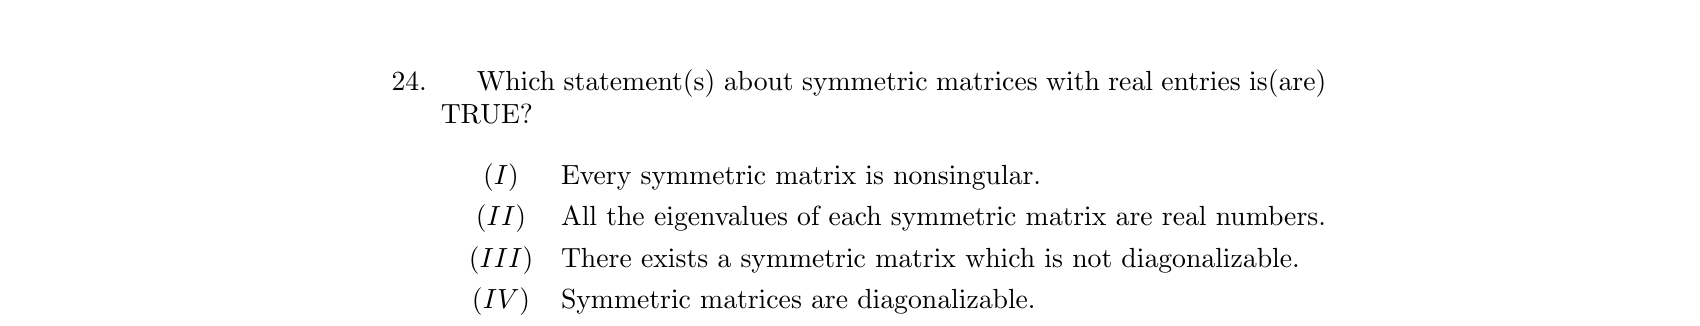 24. Which statement(s) about symmetric matrices with real entries is(are)
TRUE?
(I) Every symmetric matrix is nonsingular.
(II) All the eigenvalues of each symmetric matrix are real numbers.
(III) There exists a symmetric matrix which is not diagonalizable.
(IV) Symmetric matrices are diagonalizable.